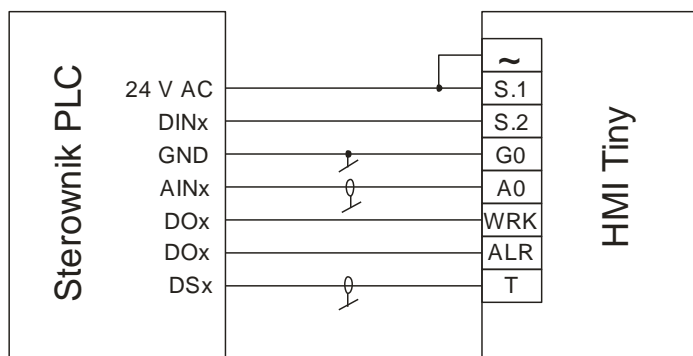 Sterownik PLC
24 V AC
DINx
GND
AINx
DOx
DOx
DSx
~
S.1
S.2
G0
A0
WRK
ALR
T
HMI Tiny